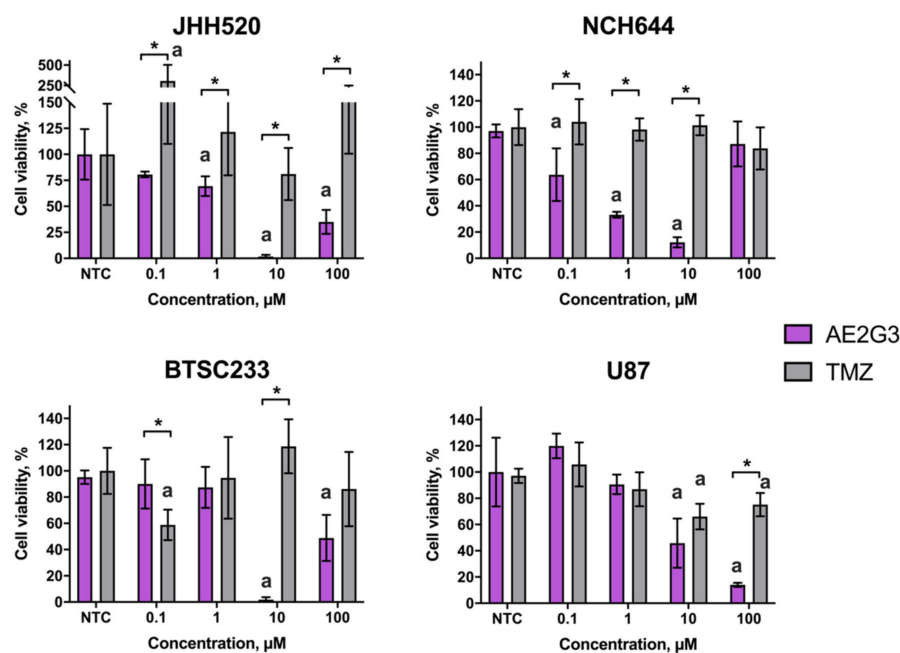 JHH520
Cell viability, %
500
250
150
125
100
75
50
25
0
* a
*
*
*
a
a
a
NTC 0.1 1 10 100
Concentration, µM
NCH644
Cell viability, %
140
120
100
80
60
40
20
0
*
*
*
a
a
a
NTC 0.1 1 10 100
Concentration, µM
AE2G3
TMZ
BTSC233
Cell viability, %
140
120
100
80
60
40
20
0
*
*
a
a
a
NTC 0.1 1 10 100
Concentration, µM
U87
Cell viability, %
140
120
100
80
60
40
20
0
*
a a a
a
NTC 0.1 1 10 100
Concentration, µM